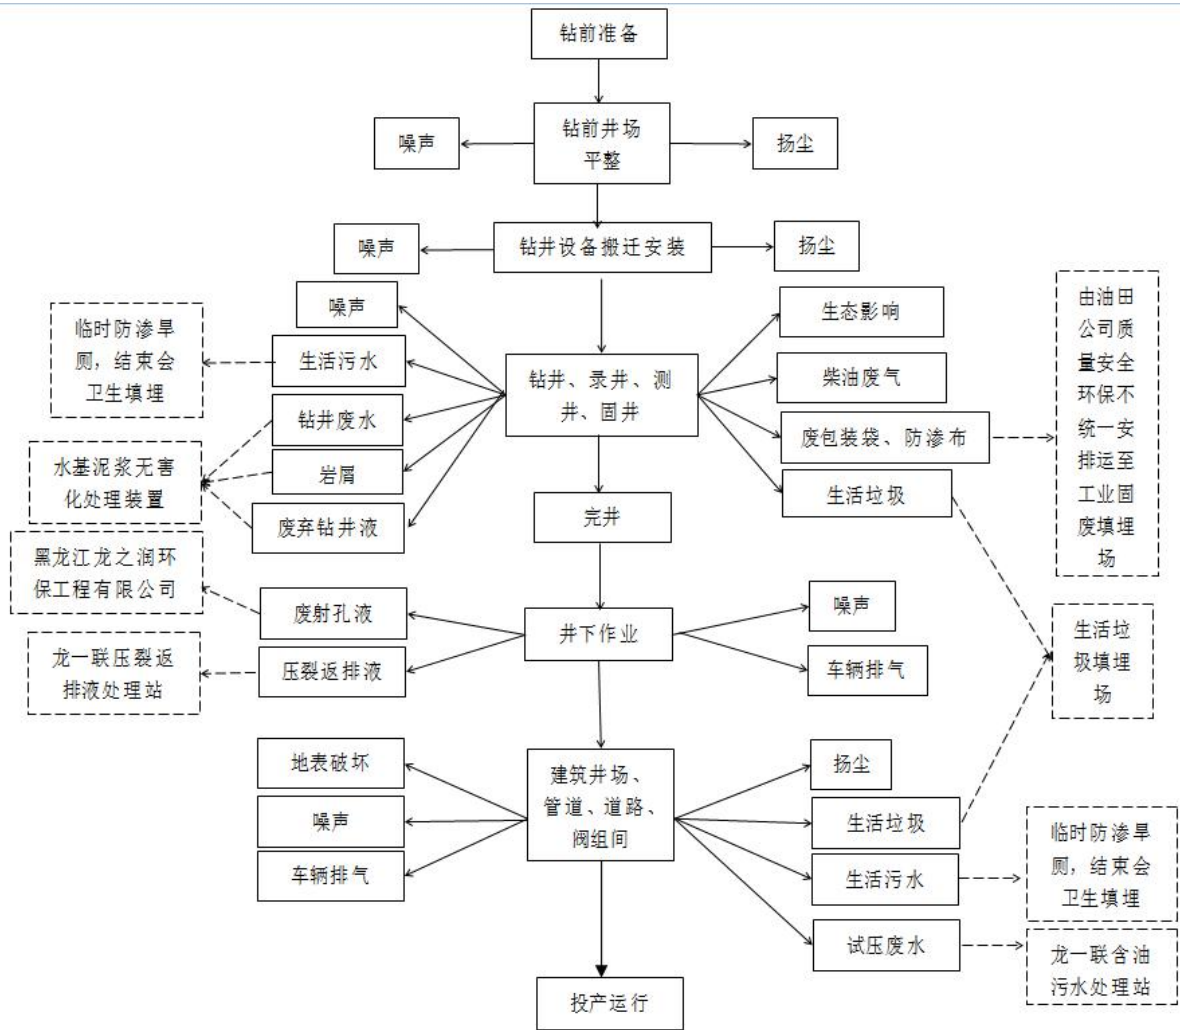 钻前准备
噪声
钻前井场
平整
扬尘
噪声
钻井设备搬迁安装
扬尘
噪声
临时防渗旱
厕，结束会
卫生填埋
生活污水
钻井废水
水基泥浆无害
化处理装置
岩屑
废弃钻井液
钻井、录井、测
井、固井
生态影响
柴油废气
废包装袋、防渗布
生活垃圾
由油田
公司质
量安全
环保不
统一安
排运至
工业固
废填埋
场
完井
黑龙江龙之润环
保工程有限公司
废射孔液
龙一联压裂返
排液处理站
压裂返排液
井下作业
噪声
车辆排气
生活垃
圾填埋
场
地表破坏
噪声
车辆排气
建筑井场、
管道、道路、
阀组间
扬尘
生活垃圾
生活污水
试压废水
临时防渗旱
厕，结束会
卫生填埋
龙一联含油
污水处理站
投产运行